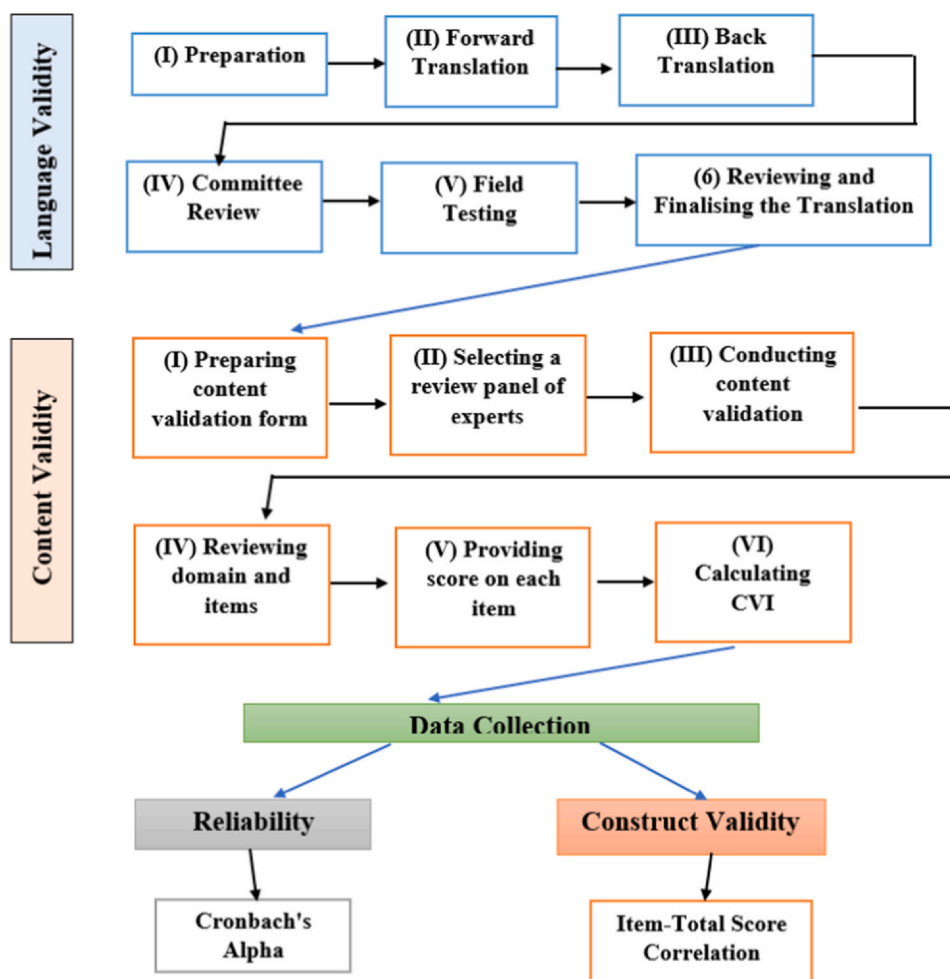 Language Validity
(I) Preparation
(II) Forward
Translation
(III) Back
Translation
(IV) Committee
Review
(V) Field
Testing
(6) Reviewing and
Finalising the Translation
Content Validity
(I) Preparing
content
validation form
(II) Selecting a
review panel of
experts
(III) Conducting
content
validation
(IV) Reviewing
domain and
items
(V) Providing
score on each
item
(VI)
Calculating
CVI
Data Collection
Reliability
Construct Validity
Cronbach's
Alpha
Item-Total Score
Correlation